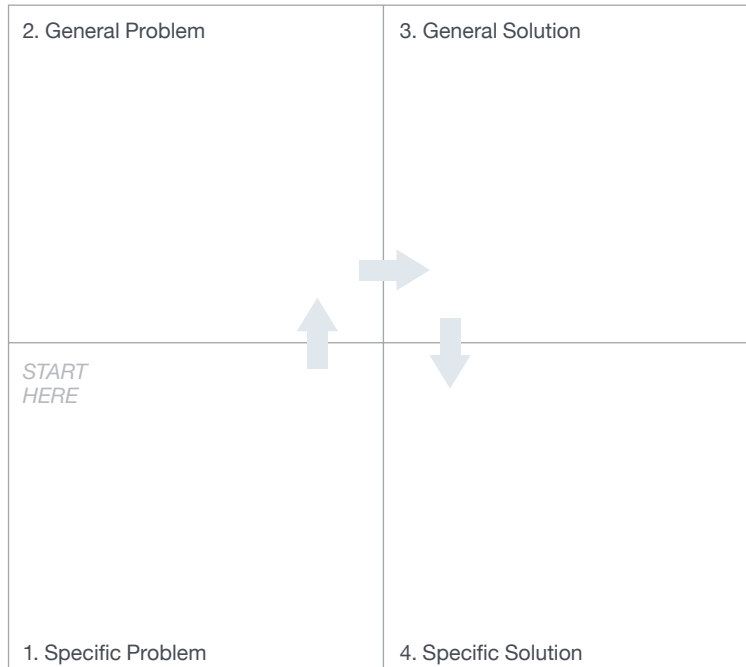 2. General Problem
3. General Solution
START
HERE
1. Specific Problem
4. Specific Solution